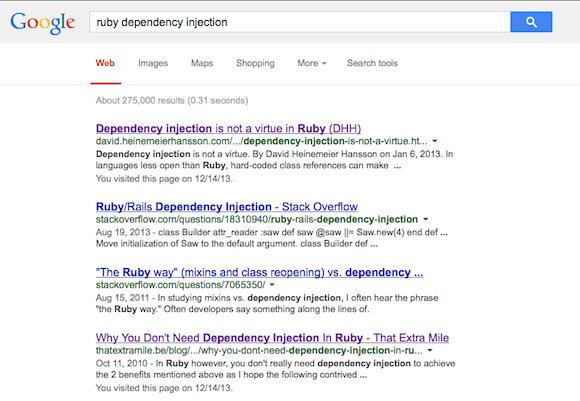 Google
ruby dependency injection
Web Images Maps Shopping More Search tools
About 275,000 results (0.31 seconds)
Dependency injection is not a virtue in Ruby (DHH)
david.heinemeierhansson.com/.../dependency-injection-is-not-a-virtue.ht...
Dependency injection is not a virtue. By David Heinemeier Hansson on Jan 6, 2013. In
languages less open than Ruby, hard-coded class references can make ...
You visited this page on 12/14/13.
Ruby/Rails Dependency Injection - Stack Overflow
stackoverflow.com/questions/18310940/ruby-rails-dependency-injection
Aug 19, 2013 - class Builder attr_reader :saw def saw @saw ||= Saw.new(4) end def ...
Move initialization of Saw to the default argument. class Builder def ...
"The Ruby way" (mixins and class reopening) vs. dependency ...
stackoverflow.com/questions/7065350/
Aug 15, 2011 - In studying mixins vs. dependency injection, I often hear the phrase
"the Ruby way." Often developers say something along the lines of.
Why You Don't Need Dependency Injection In Ruby - That Extra Mile
thatextramile.be/blog/.../why-you-dont-need-dependency-injection-in-ru...
Oct 11, 2010 - In Ruby however, you don't really need dependency injection to achieve
the 2 benefits mentioned above as I hope the following contrived ...
You visited this page on 12/14/13.